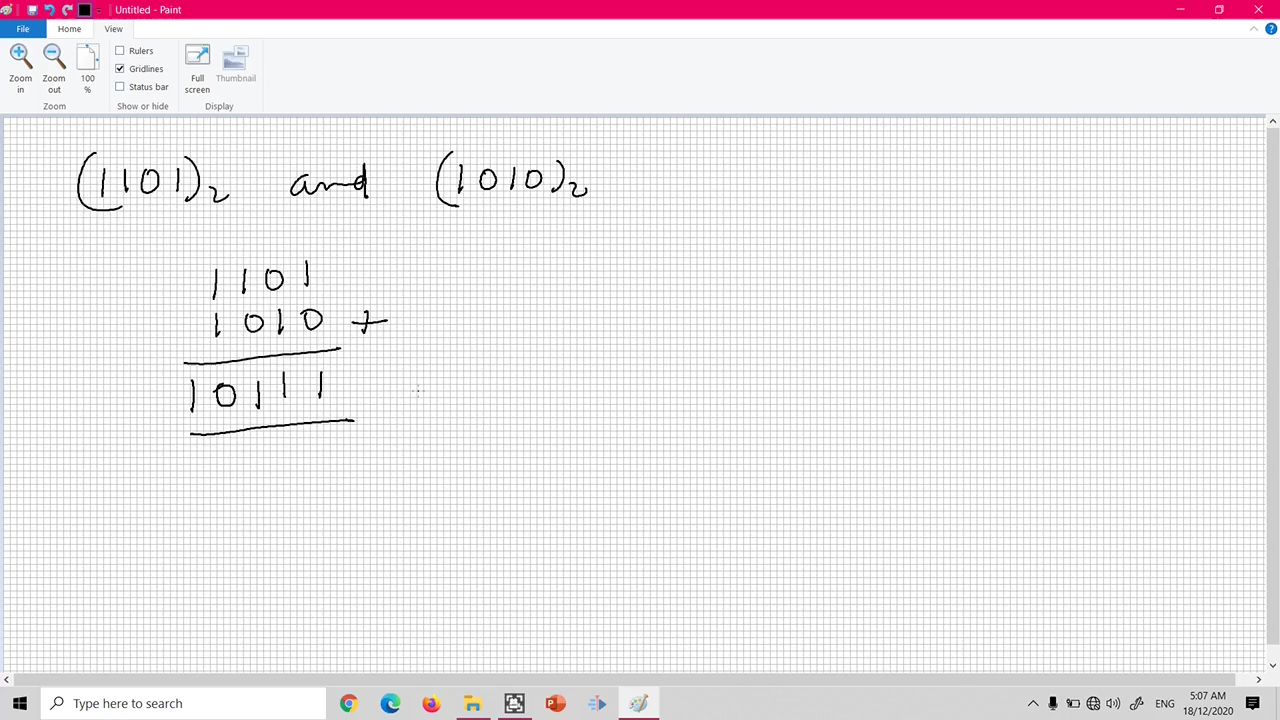 Untitled - Paint
File Home View
Zoom in
Zoom out
100 %
Rulers
Gridlines
Status bar
Full screen
Thumbnail
Zoom
Show or hide
Display
(1101)2 and (1010)2
1101
1010 +
10111
Type here to search
ENG
5:07 AM
18/12/2020